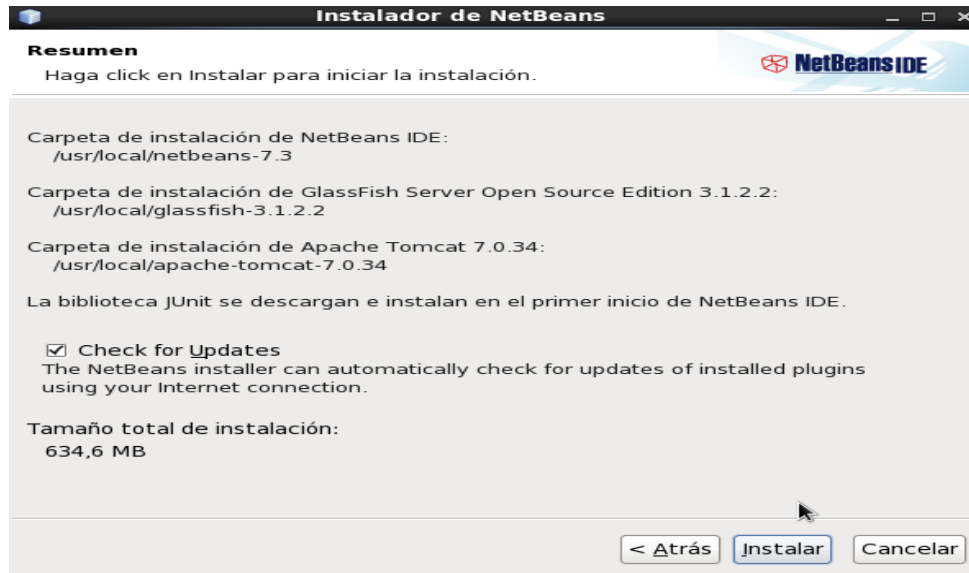 Instalador de NetBeans
Resumen
Haga click en Instalar para iniciar la instalación.
NetBeans IDE
Carpeta de instalación de NetBeans IDE:
/usr/local/netbeans-7.3
Carpeta de instalación de GlassFish Server Open Source Edition 3.1.2.2:
/usr/local/glassfish-3.1.2.2
Carpeta de instalación de Apache Tomcat 7.0.34:
/usr/local/apache-tomcat-7.0.34
La biblioteca JUnit se descargan e instalan en el primer inicio de NetBeans IDE.
Check for Updates
The NetBeans installer can automatically check for updates of installed plugins
using your Internet connection.
Tamaño total de instalación:
634,6 MB
< Atrás Instalar Cancelar